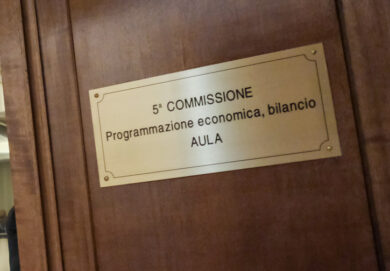 5ª COMMISSIONE
Programmazione economica, bilancio
AULA